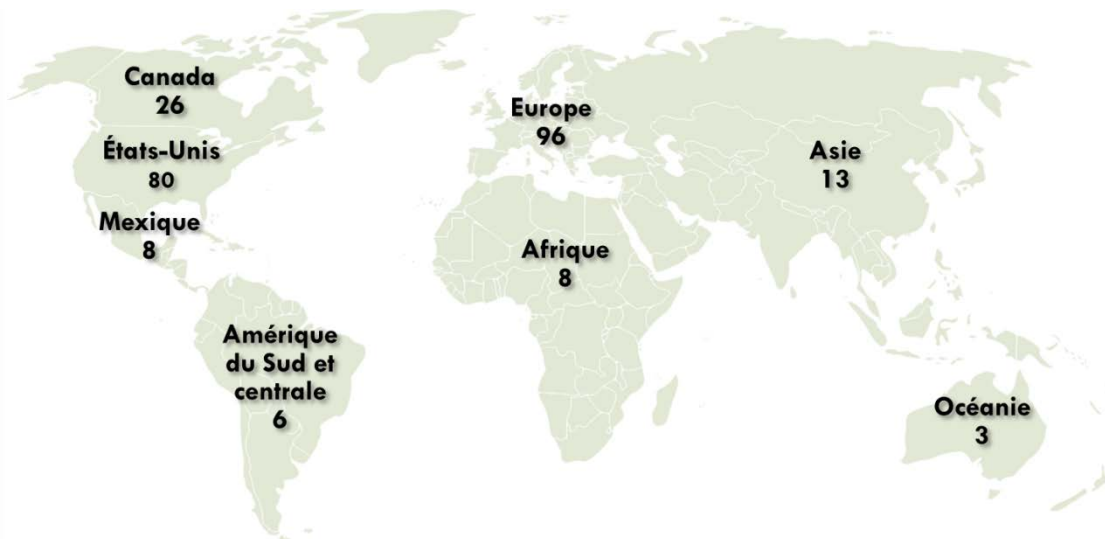 Canada
26
États-Unis
80
Mexique
8
Amérique
du Sud et
centrale
6
Europe
96
Afrique
8
Asie
13
Océanie
3